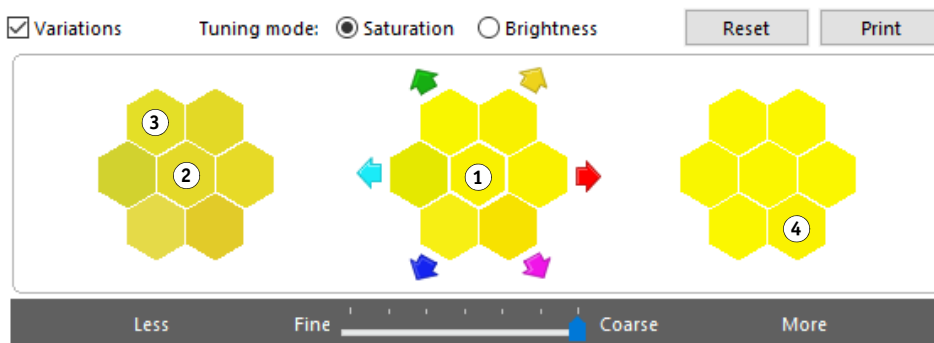 Variations Tuning mode: Saturation Brightness Reset Print
3
2 1
4
Less Fine Coarse More